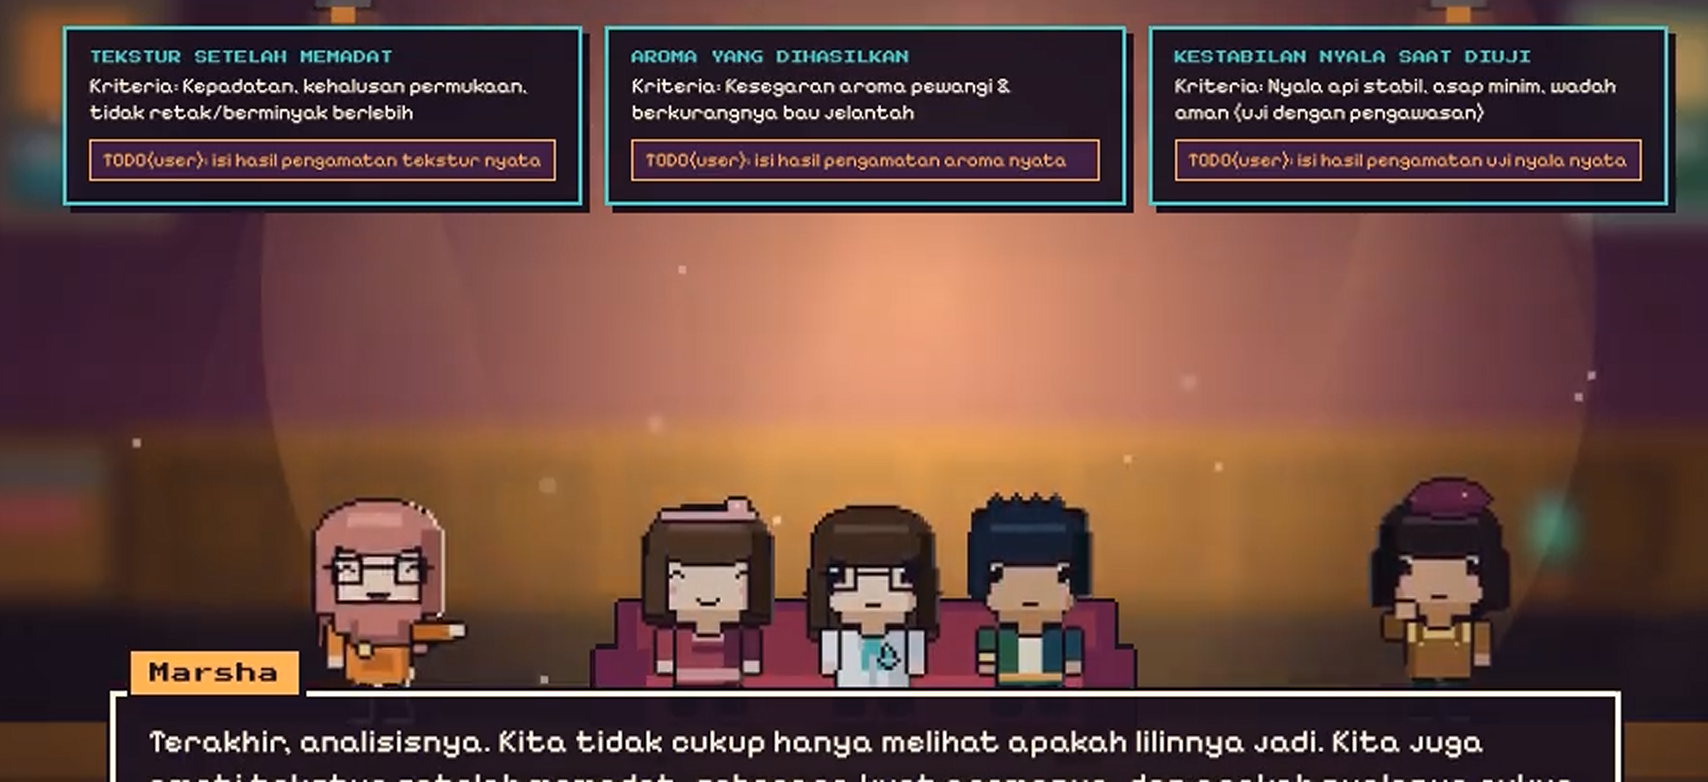 TEKSTUR SETELAH MEMADAT
Kriteria: Kepadatan, kehalusan permukaan,
tidak retak/berminyak berlebih
TODO(user): isi hasil pengamatan tekstur nyata
AROMA YANG DIHASILKAN
Kriteria: Kesegaran aroma pewangi &
berkurangnya bau jelantah
TODO(user): isi hasil pengamatan aroma nyata
KESTABILAN NYALA SAAT DIUJI
Kriteria: Nyala api stabil, asap minim, wadah
aman (uji dengan pengawasan)
TODO(user): isi hasil pengamatan uji nyala nyata
Marsha
Terakhir, analisisnya. Kita tidak cukup hanya melihat apakah lilinnya jadi. Kita juga